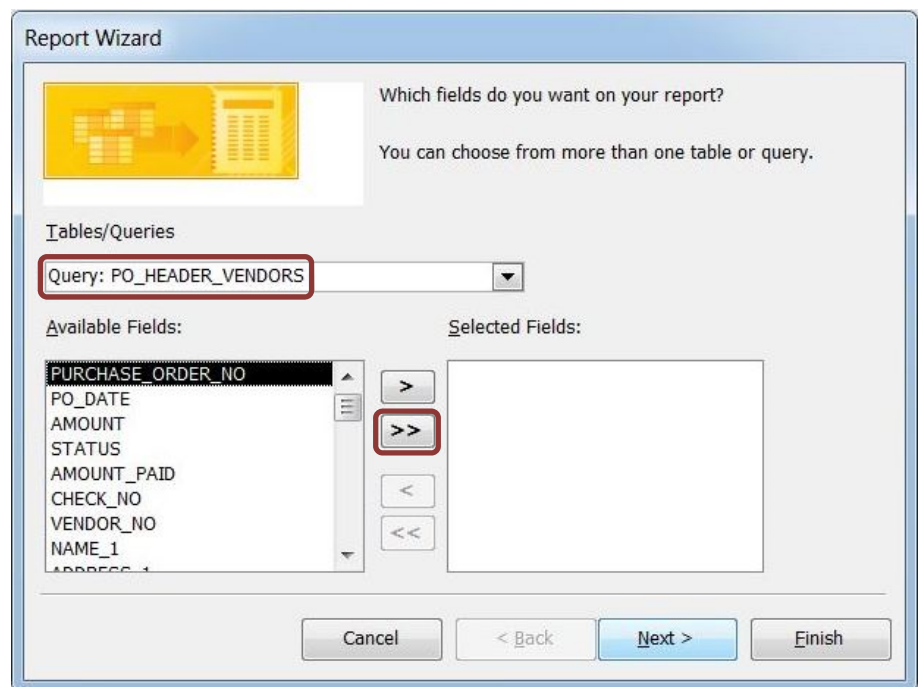 Report Wizard
Which fields do you want on your report?
You can choose from more than one table or query.
Tables/Queries
Query: PO_HEADER_VENDORS
Available Fields:
Selected Fields:
PURCHASE_ORDER_NO
PO_DATE
AMOUNT
STATUS
AMOUNT_PAID
CHECK_NO
VENDOR_NO
NAME_1
>
>>
<
<<
Cancel
< Back
Next >
Finish